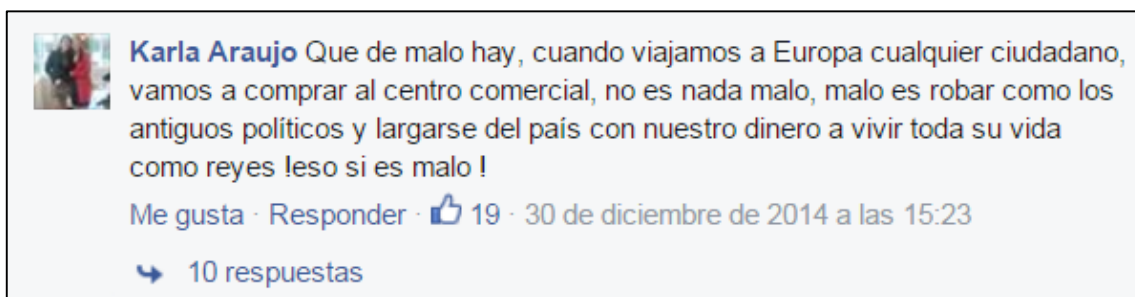 Karla Araujo Que de malo hay, cuando viajamos a Europa cualquier ciudadano,
vamos a comprar al centro comercial, no es nada malo, malo es robar como los
antiguos políticos y largarse del país con nuestro dinero a vivir toda su vida
como reyes !eso si es malo !
Me gusta · Responder · 19 · 30 de diciembre de 2014 a las 15:23
10 respuestas